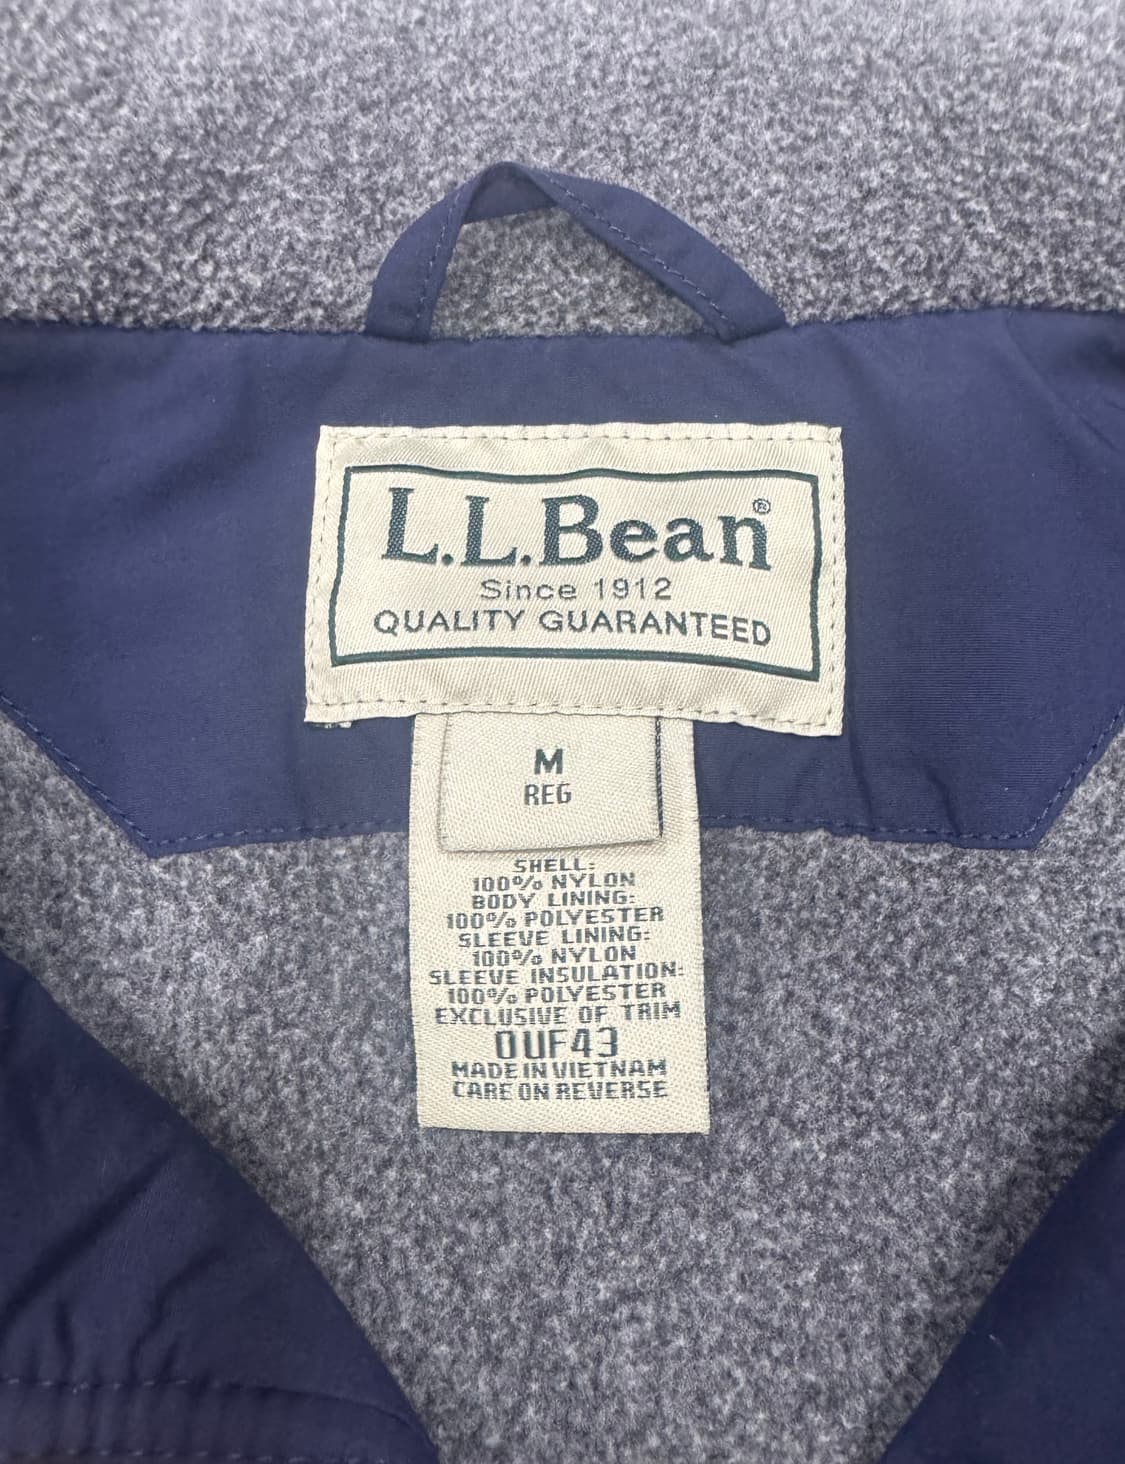 L.L.Bean®
Since 1912
QUALITY GUARANTEED
M
REG
SHELL:
100% NYLON
BODY LINING:
100% POLYESTER
SLEEVE LINING:
100% NYLON
SLEEVE INSULATION:
100% POLYESTER
EXCLUSIVE OF TRIM
0UF43
MADE IN VIETNAM
CARE ON REVERSE